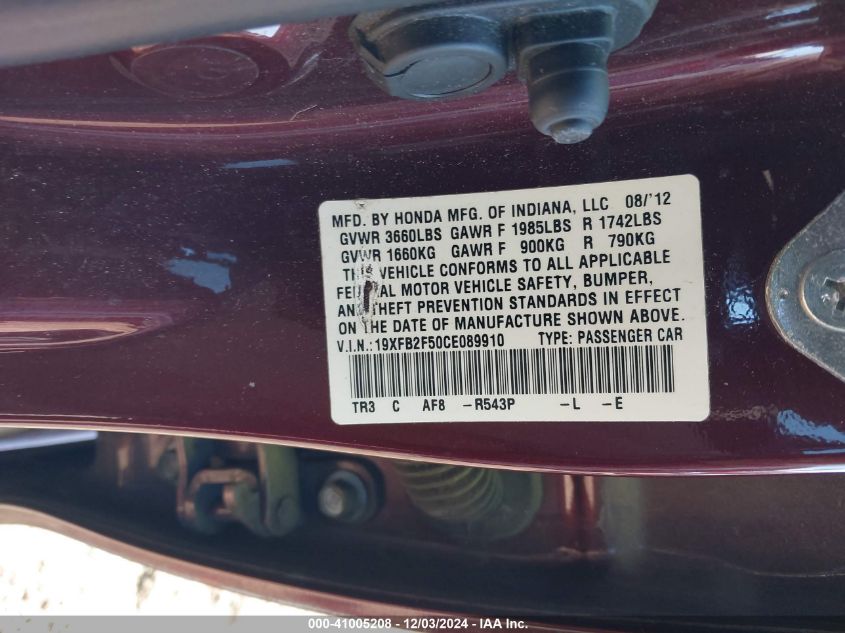 MFD. BY HONDA MFG. OF INDIANA, LLC 08/'12
GVWR 3660LBS GAWR F 1985LBS R 1742LBS
GVWR 1660KG GAWR F 900KG R 790KG
THIS VEHICLE CONFORMS TO ALL APPLICABLE
FEDERAL MOTOR VEHICLE SAFETY, BUMPER,
AND THEFT PREVENTION STANDARDS IN EFFECT
ON THE DATE OF MANUFACTURE SHOWN ABOVE.
V.I.N.:19XFB2F50CE089910 TYPE: PASSENGER CAR
TR3 C AF8 -R543P -L -E
000-41005208 - 12/03/2024 - IAA Inc.